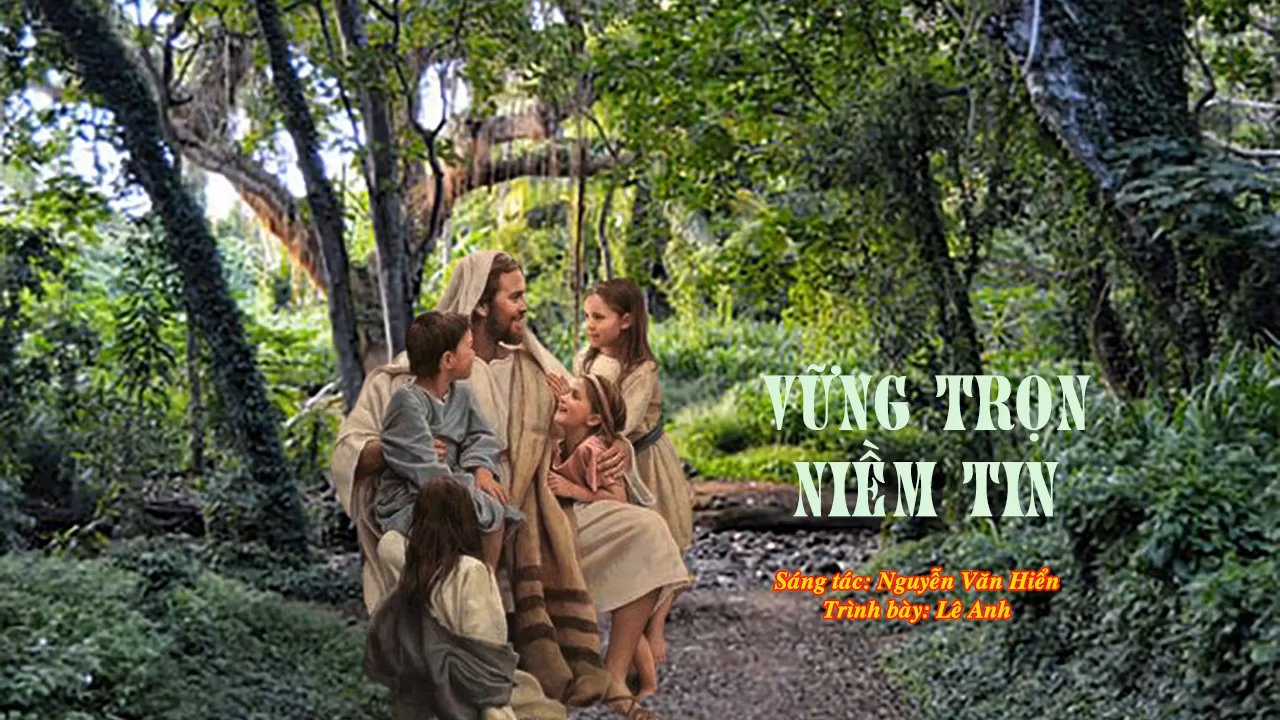 VỮNG TRỌN
NIỀM TIN
Sáng tác: Nguyễn Văn Hiển
Trình bày: Lê Anh